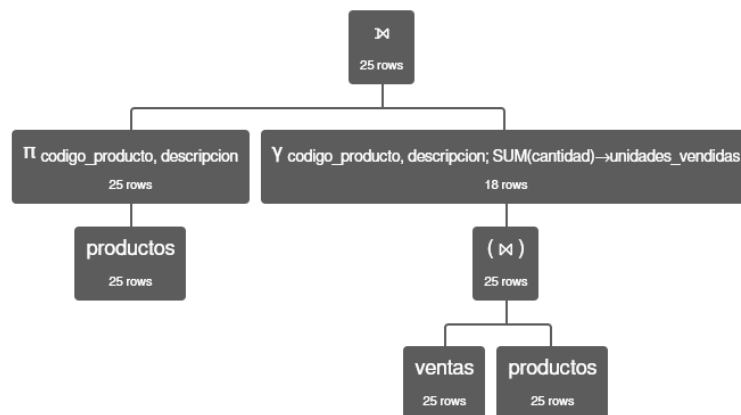 ⟕
25 rows
π codigo_producto, descripcion
25 rows
γ codigo_producto, descripcion; SUM(cantidad)→unidades_vendidas
18 rows
productos
25 rows
( ⋈ )
25 rows
ventas
25 rows
productos
25 rows